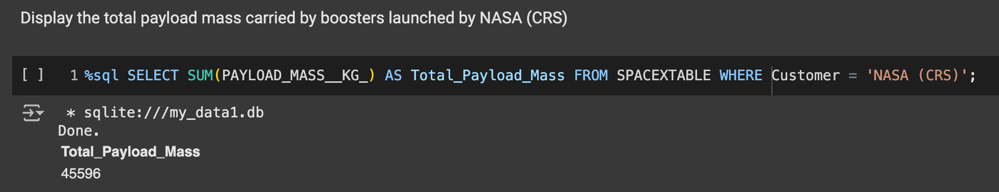 Display the total payload mass carried by boosters launched by NASA (CRS)
[ ] 1 %sql SELECT SUM(PAYLOAD_MASS__KG_) AS Total_Payload_Mass FROM SPACEXTABLE WHERE Customer = 'NASA (CRS)';
* sqlite:///my_data1.db
Done.
Total_Payload_Mass
45596